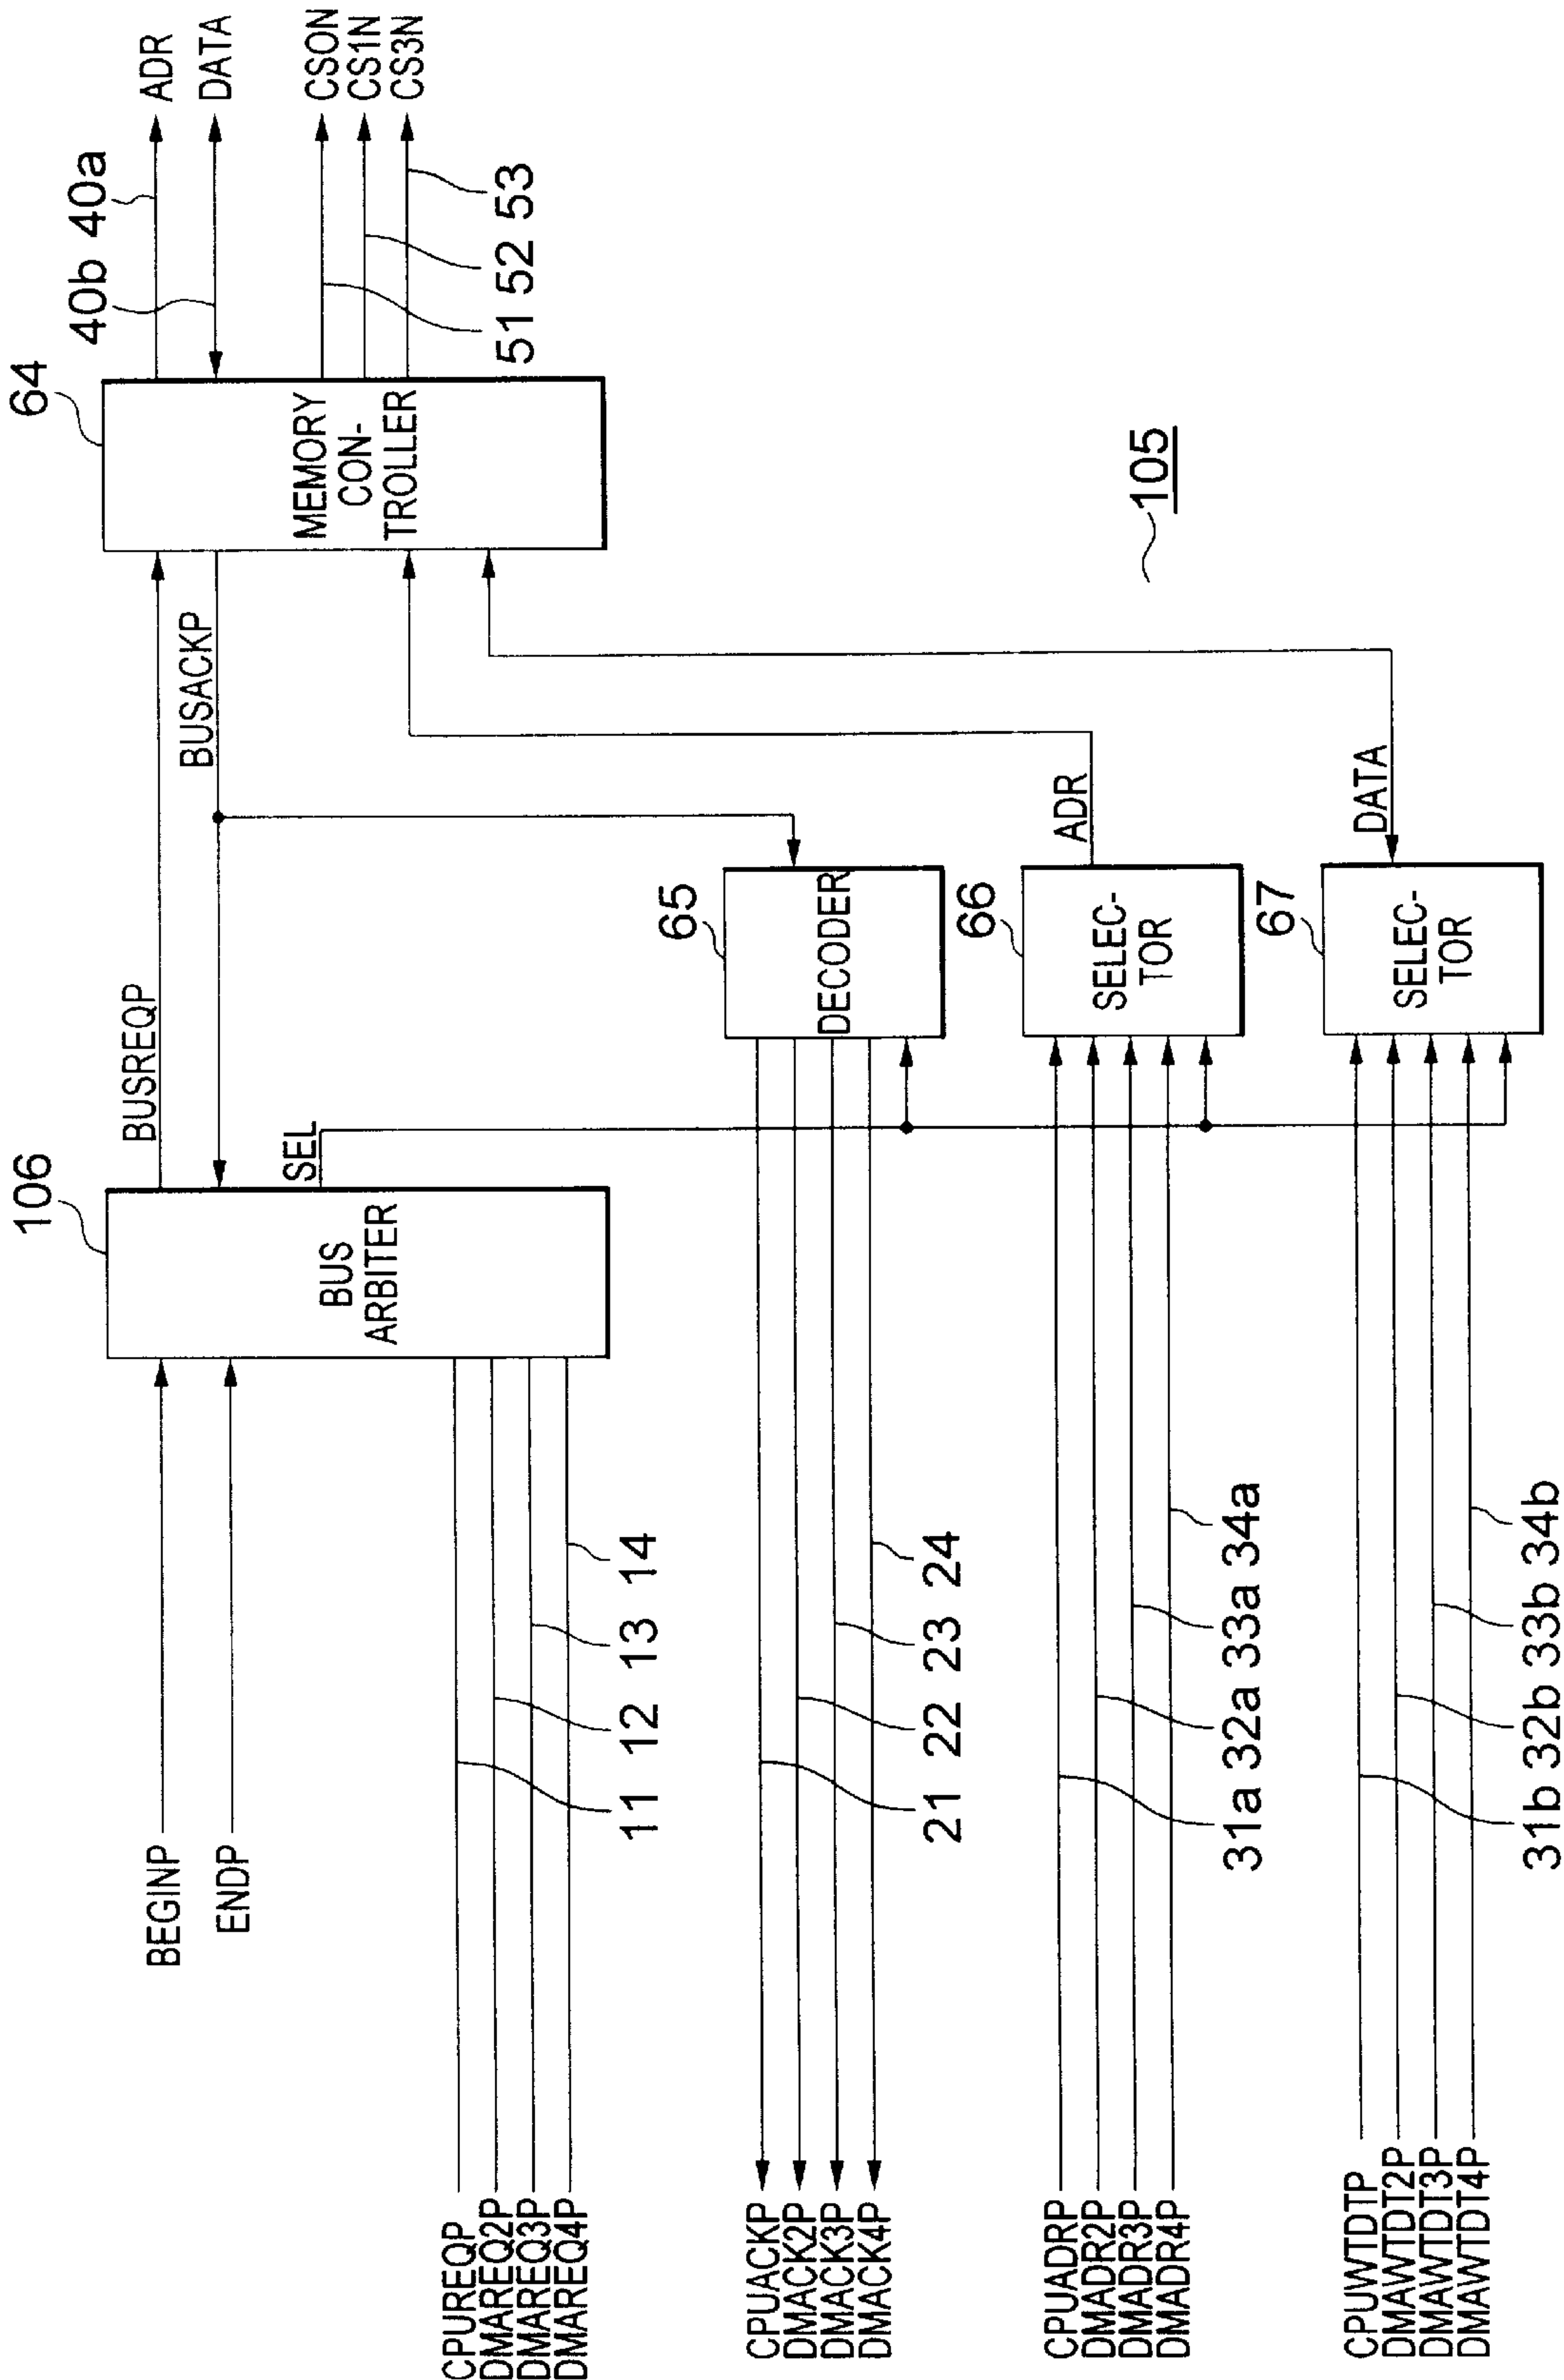 BEGINP
ENDP
CPUREQP
DMAREQ2P
DMAREQ3P
DMAREQ4P
11
12
13
14
106
BUS
ARBITER
BUSREQP
BUSACKP
SEL
64
MEMORY
CON-
TROLLER
40b
40a
ADR
DATA
CSON
CS1N
CS3N
51
52
53
CPUACKP
DMACK2P
DMACK3P
DMACK4P
21
22
23
24
65
DECODER
CPUADRP
DMADR2P
DMADR3P
DMADR4P
31a
32a
33a
34a
66
SELEC-
TOR
ADR
105
CPUWTDTP
DMAWTDT2P
DMAWTDT3P
DMAWTDT4P
31b
32b
33b
34b
67
SELEC-
TOR
DATA